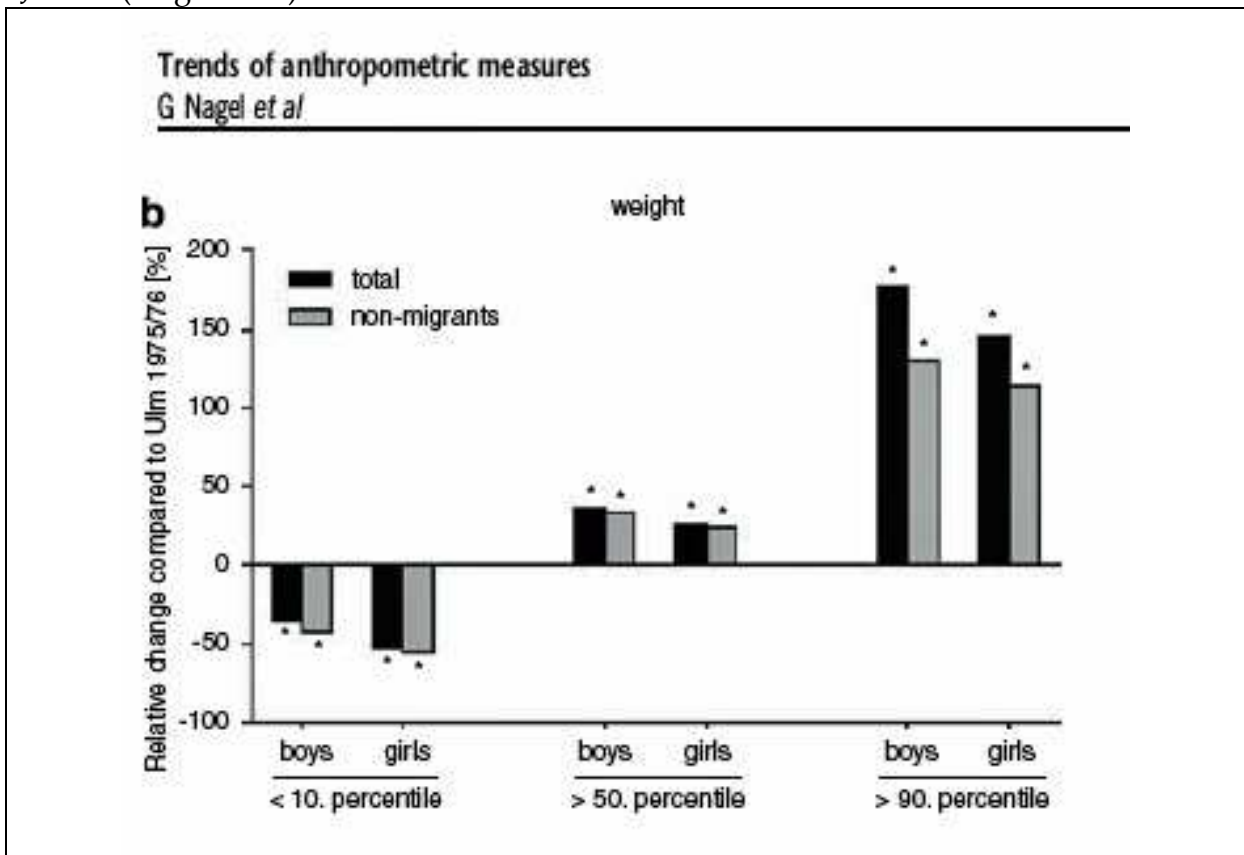 Trends of anthropometric measures
G Nagel et al
b
weight
Relative change compared to Ulm 1975/76 [%]
200
150
100
50
0
-50
-100
total
non-migrants
* * * * * * * * * * * *
boys girls boys girls boys girls
< 10. percentile > 50. percentile > 90. percentile